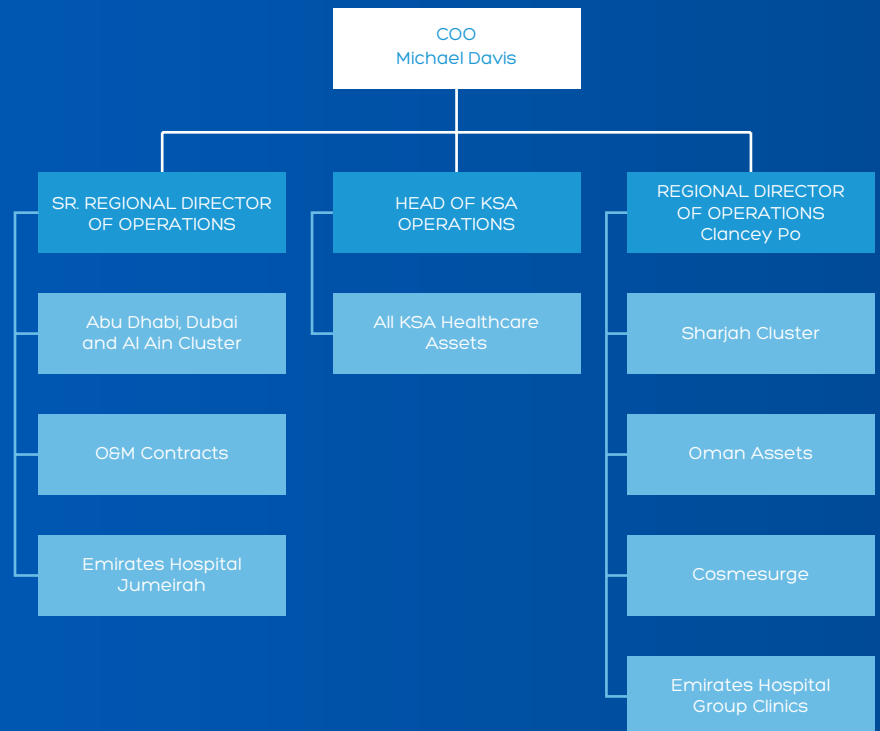 COO
Michael Davis
SR. REGIONAL DIRECTOR
OF OPERATIONS
HEAD OF KSA
OPERATIONS
REGIONAL DIRECTOR
OF OPERATIONS
Clancey Po
Abu Dhabi, Dubai
and Al Ain Cluster
All KSA Healthcare
Assets
Sharjah Cluster
O&M Contracts
Oman Assets
Emirates Hospital
Jumeirah
Cosmesurge
Emirates Hospital
Group Clinics